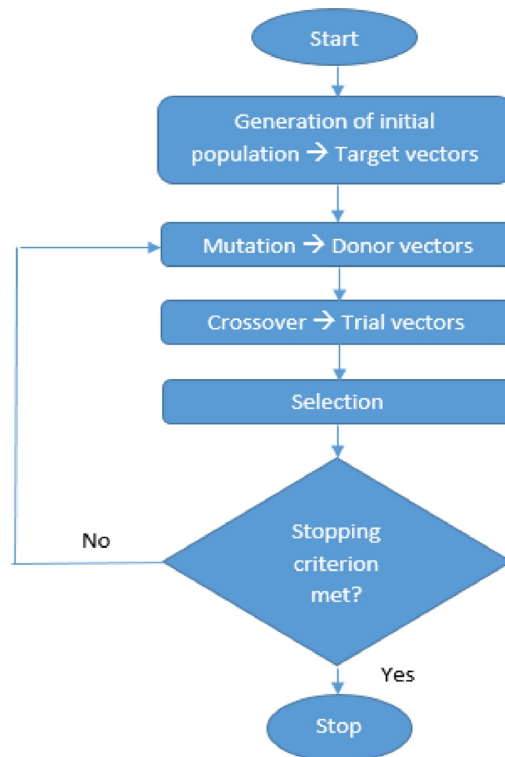 Start
Generation of initial
population → Target vectors
Mutation → Donor vectors
Crossover → Trial vectors
Selection
Stopping
criterion
met?
No
Yes
Stop